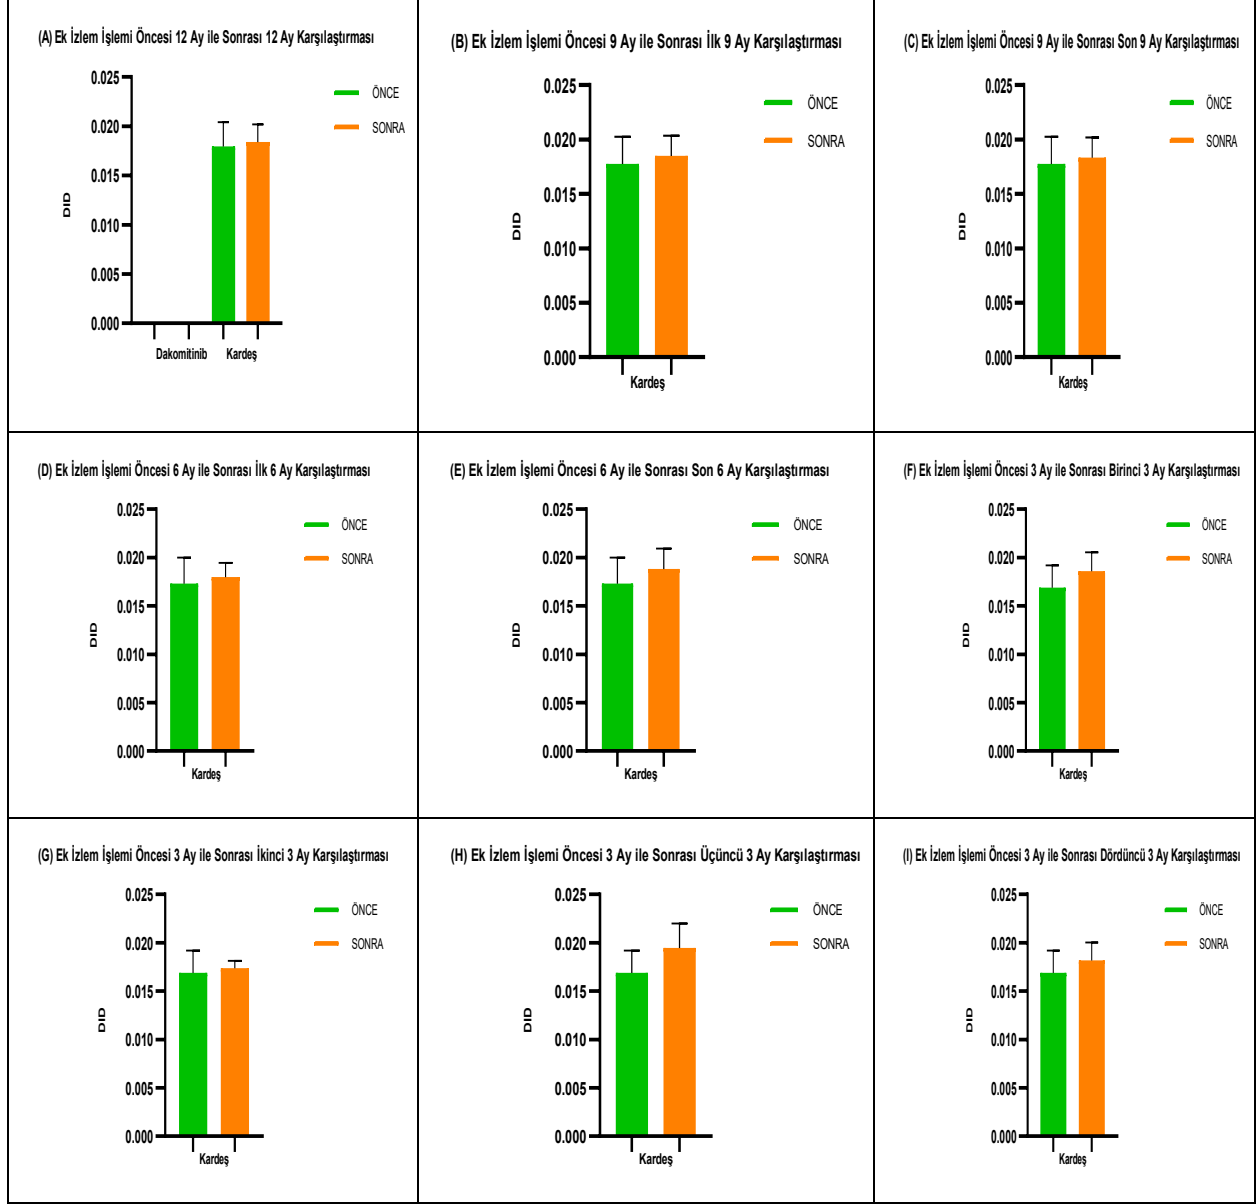 (A) Ek İzlem İşlemi Öncesi 12 Ay ile Sonrası 12 Ay Karşılaştırması
0.025
0.020
0.015
0.010
0.005
0.000
DID
ÖNCE
SONRA
Dakomitinib Kardeş
(B) Ek İzlem İşlemi Öncesi 9 Ay ile Sonrası İlk 9 Ay Karşılaştırması
0.025
0.020
0.015
0.010
0.005
0.000
DID
ÖNCE
SONRA
Kardeş
(C) Ek İzlem İşlemi Öncesi 9 Ay ile Sonrası Son 9 Ay Karşılaştırması
0.025
0.020
0.015
0.010
0.005
0.000
DID
ÖNCE
SONRA
Kardeş
(D) Ek İzlem İşlemi Öncesi 6 Ay ile Sonrası İlk 6 Ay Karşılaştırması
0.025
0.020
0.015
0.010
0.005
0.000
DID
ÖNCE
SONRA
Kardeş
(E) Ek İzlem İşlemi Öncesi 6 Ay ile Sonrası Son 6 Ay Karşılaştırması
0.025
0.020
0.015
0.010
0.005
0.000
DID
ÖNCE
SONRA
Kardeş
(F) Ek İzlem İşlemi Öncesi 3 Ay ile Sonrası Birinci 3 Ay Karşılaştırması
0.025
0.020
0.015
0.010
0.005
0.000
DID
ÖNCE
SONRA
Kardeş
(G) Ek İzlem İşlemi Öncesi 3 Ay ile Sonrası İkinci 3 Ay Karşılaştırması
0.025
0.020
0.015
0.010
0.005
0.000
DID
ÖNCE
SONRA
Kardeş
(H) Ek İzlem İşlemi Öncesi 3 Ay ile Sonrası Üçüncü 3 Ay Karşılaştırması
0.025
0.020
0.015
0.010
0.005
0.000
DID
ÖNCE
SONRA
Kardeş
(I) Ek İzlem İşlemi Öncesi 3 Ay ile Sonrası Dördüncü 3 Ay Karşılaştırması
0.025
0.020
0.015
0.010
0.005
0.000
DID
ÖNCE
SONRA
Kardeş